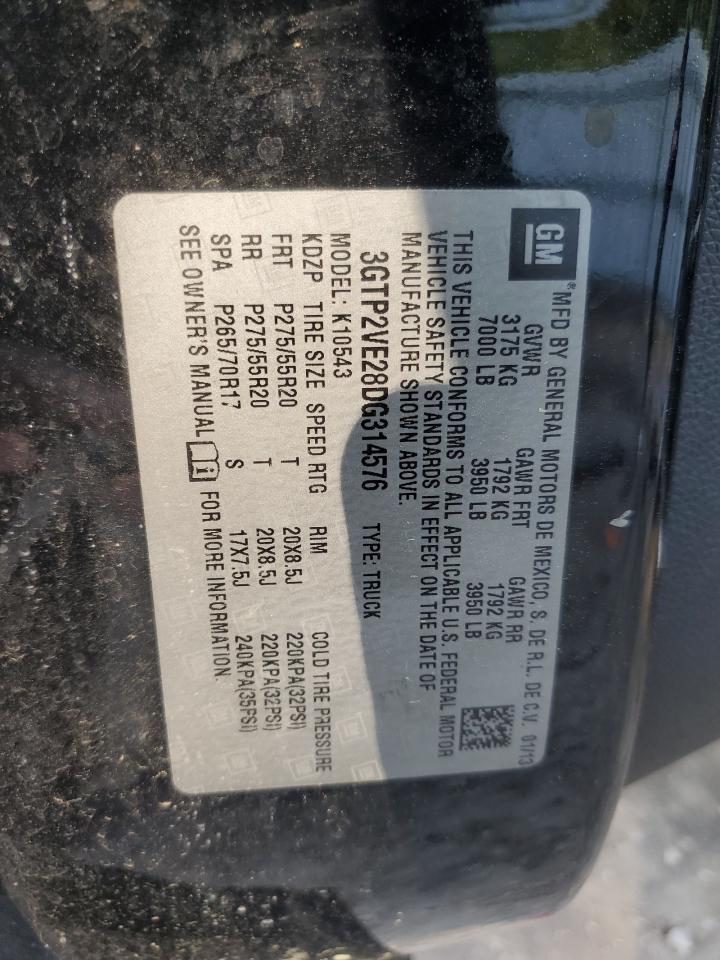 GM ® MFD BY GENERAL MOTORS DE MEXICO, S. DE R.L. DE C.V. 01/13
GVWR GAWR FRT GAWR RR
3175 KG 1792 KG 1792 KG
7000 LB 3950 LB 3950 LB
THIS VEHICLE CONFORMS TO ALL APPLICABLE U.S. FEDERAL MOTOR
VEHICLE SAFETY STANDARDS IN EFFECT ON THE DATE OF
MANUFACTURE SHOWN ABOVE.
3GTP2VE28DG314576 TYPE: TRUCK
MODEL: K10543
KDZP TIRE SIZE SPEED RTG RIM COLD TIRE PRESSURE
FRT P275/55R20 T 20X8.5J 220KPA(32PSI)
RR P275/55R20 T 20X8.5J 220KPA(32PSI)
SPA P265/70R17 S 17X7.5J 240KPA(35PSI)
SEE OWNER'S MANUAL FOR MORE INFORMATION.